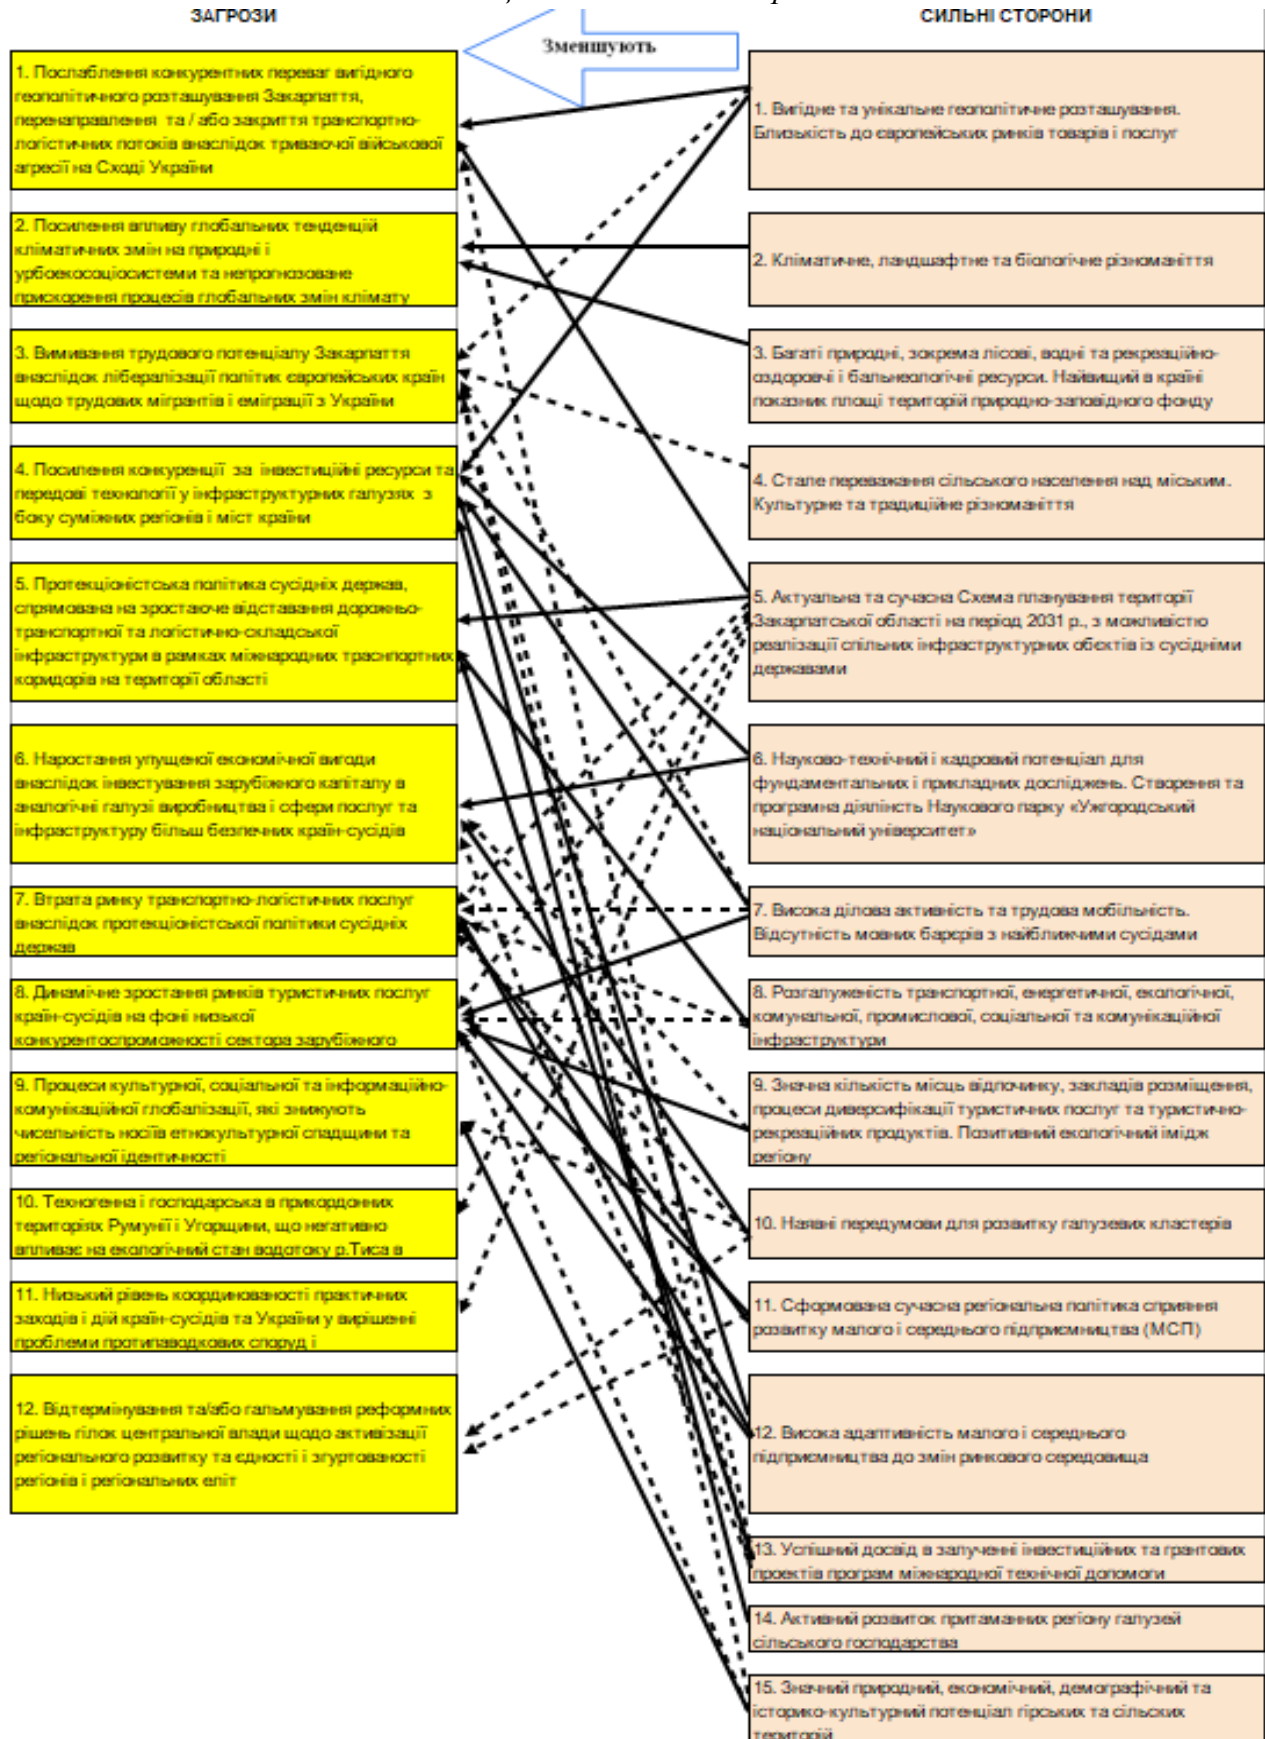 ЗАГРОЗИ
СИЛЬНІ СТОРОНИ
Зменшують
1. Послаблення конкурентних переваг вигідного
геополітичного розташування Закарпаття,
перенаправлення та / або закриття транспортно-
логістичних потоків внаслідок триваючої військової
агресії на Сході України
2. Посилення впливу глобальних тенденцій
кліматичних змін на природні і
урбоекосоціосистеми та непрогнозоване
прискорення процесів глобальних змін клімату
3. Вимивання трудового потенціалу Закарпаття
внаслідок лібералізації політик європейських країн
щодо трудових мігрантів і еміграції з України
4. Посилення конкуренції за інвестиційні ресурси та
передові технології у інфраструктурних галузях з
боку суміжних регіонів і міст країни
5. Протекціоністська політика сусідніх держав,
спрямована на зростаюче відставання дорожньо-
транспортної та логістично-складської
інфраструктури в рамках міжнародних траснпортних
коридорів на території області
6. Наростання упущеної економічної вигоди
внаслідок інвестування зарубіжного капіталу в
аналогічні галузі виробництва і сфери послуг та
інфраструктуру більш безпечних країн-сусідів
7. Втрата ринку транспортно-логістичних послуг
внаслідок протекціоністської політики сусідніх
держав
8. Динамічне зростання ринків туристичних послуг
країн-сусідів на фоні низької
конкурентоспроможності сектора зарубіжного
9. Процеси культурної, соціальної та інформаційно-
комунікаційної глобалізації, які знижують
чисельність носіїв етнокультурної спадщини та
регіональної ідентичності
10. Техногенна і господарська в прикордонних
територіях Румунії і Угорщини, що негативно
впливає на екологічний стан водотоку р.Тиса в
11. Низький рівень координованості практичних
заходів і дій країн-сусідів та України у вирішенні
проблеми протипаводкових споруд і
12. Відтермінування та/або гальмування реформних
рішень гілок центральної влади щодо активізації
регіонального розвитку та єдності і згуртованості
регіонів і регіональних еліт
1. Вигідне та унікальне геополітичне розташування.
Близькість до європейських ринків товарів і послуг
2. Кліматичне, ландшафтне та біологічне різноманіття
3. Багаті природні, зокрема лісові, водні та рекреаційно-
оздоровчі і бальнеологічні ресурси. Найвищий в країні
показник площі територій природно-заповідного фонду
4. Стале переважання сільського населення над міським.
Культурне та традиційне різноманіття
5. Актуальна та сучасна Схема планування території
Закарпатської області на період 2031 р., з можливістю
реалізації спільних інфраструктурних обєктів із сусідніми
державами
6. Науково-технічний і кадровий потенціал для
фундаментальних і прикладних досліджень. Створення та
програмна діялінсть Наукового парку «Ужгородський
національний університет»
7. Висока ділова активність та трудова мобільність.
Відсутність мовних барєрів з найближчими сусідами
8. Розгалуженість транспортної, енергетичної, екологічної,
комунальної, промислової, соціальної та комунікаційної
інфраструктури
9. Значна кількість місць відпочинку, закладів розміщення,
процеси диверсифікації туристичних послуг та туристично-
рекреаційних продуктів. Позитивний екологічний імідж
регіону
10. Наявні передумови для розвитку галузевих кластерів
11. Сформована сучасна регіональна політика сприяння
розвитку малого і середнього підприємництва (МСП)
12. Висока адаптивність малого і середнього
підприємництва до змін ринкового середовища
13. Успішний досвід в залученні інвестиційних та грантових
проектів програм міжнародної технічної допомоги
14. Активний розвиток притаманних регіону галузей
сільського господарства
15. Значний природний, економічний, демографічний та
історико-культурний потенціал гірських та сільских
територій